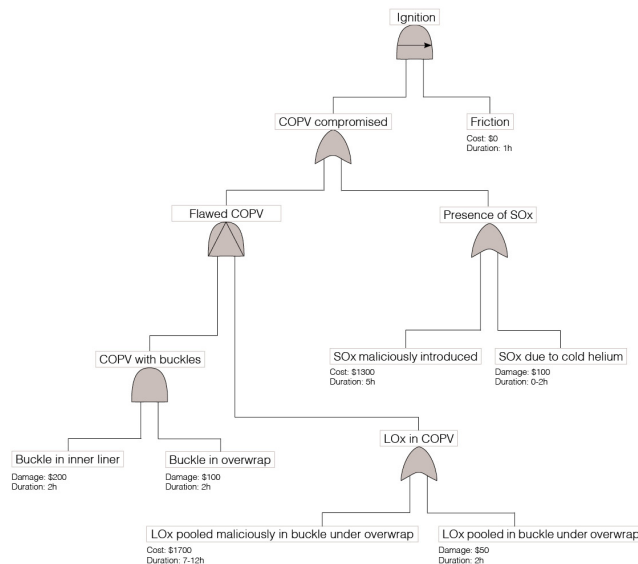 Ignition
COPV compromised
Friction
Cost: $0
Duration: 1h
Flawed COPV
Presence of SOx
COPV with buckles
SOx maliciously introduced
Cost: $1300
Duration: 5h
SOx due to cold helium
Damage: $100
Duration: 0-2h
Buckle in inner liner
Damage: $200
Duration: 2h
Buckle in overwrap
Damage: $100
Duration: 2h
LOx in COPV
LOx pooled maliciously in buckle under overwrap
Cost: $1700
Duration: 7-12h
LOx pooled in buckle under overwrap
Damage: $50
Duration: 2h